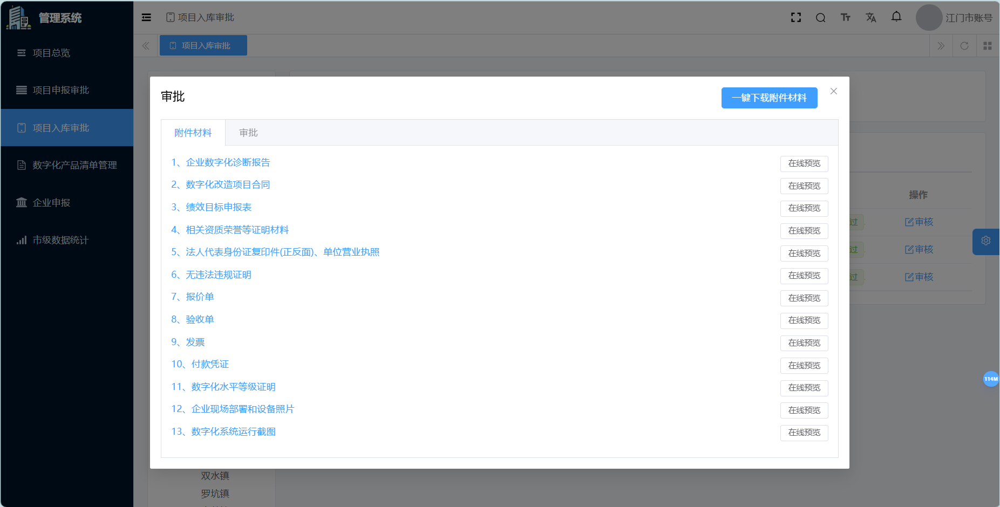 管理系统
项目入库审批
江门市账号
项目入库审批
项目总览
项目申报审批
项目入库审批
数字化产品清单管理
企业申报
市级数据统计
审批
一键下载附件材料
附件材料
审批
1、企业数字化诊断报告 在线预览
2、数字化改造项目合同 在线预览
3、绩效目标申报表 在线预览
4、相关资质荣誉等证明材料 在线预览
5、法人代表身份证复印件(正反面)、单位营业执照 在线预览
6、无违法违规证明 在线预览
7、报价单 在线预览
8、验收单 在线预览
9、发票 在线预览
10、付款凭证 在线预览
11、数字化水平等级证明 在线预览
12、企业现场部署和设备照片 在线预览
13、数字化系统运行截图 在线预览
操作
过 审核
过 审核
过 审核
114M
双水镇
罗坑镇